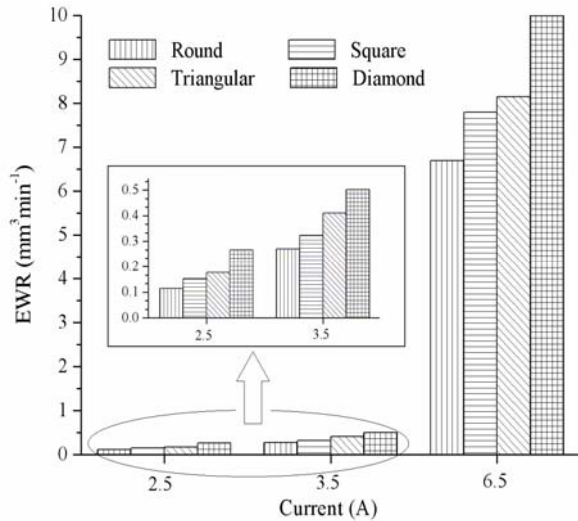 10
9
8
7
6
5
4
3
2
1
0
EWR (mm³ min⁻¹)
Round
Square
Triangular
Diamond
0.5
0.4
0.3
0.2
0.1
0.0
2.5 3.5
2.5 3.5 6.5
Current (A)